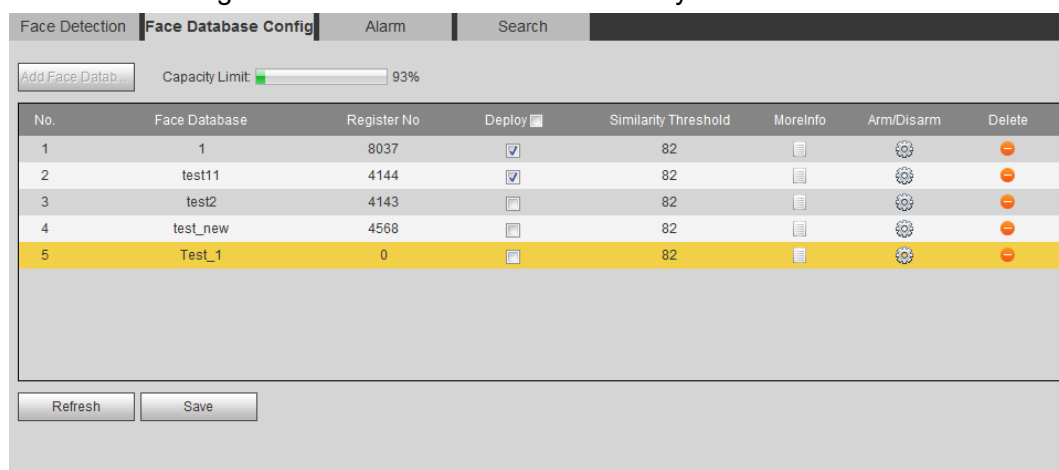 Face Detection Face Database Config Alarm Search
Add Face Datab... Capacity Limit: 93%
No. Face Database Register No Deploy Similarity Threshold MoreInfo Arm/Disarm Delete
1 1 8037 82
2 test11 4144 82
3 test2 4143 82
4 test_new 4568 82
5 Test_1 0 82
Refresh Save